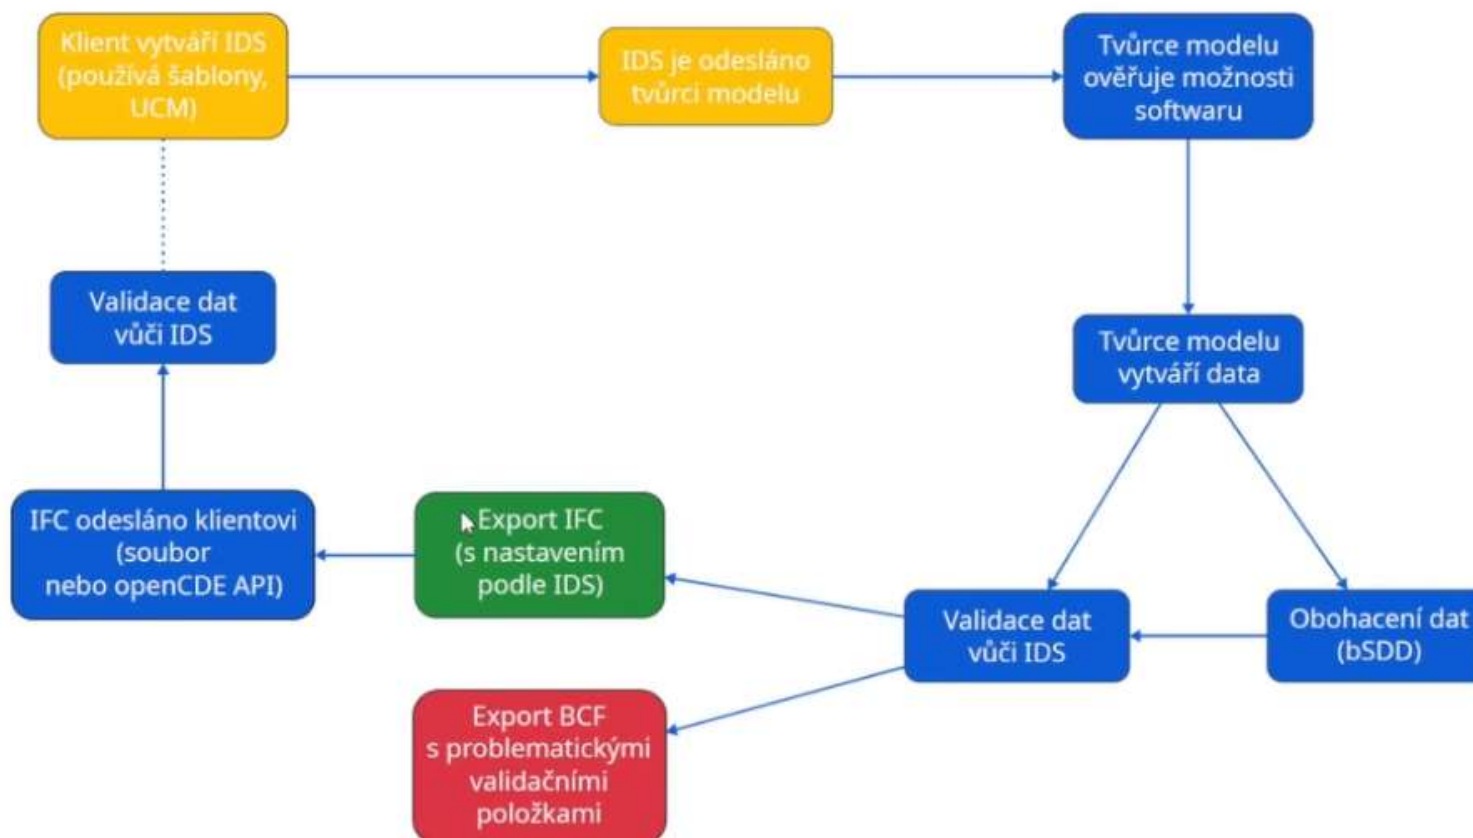 Klient vytváří IDS
(používá šablony,
UCM)
IDS je odesláno
tvůrci modelu
Tvůrce modelu
ověřuje možnosti
softwaru
Tvůrce modelu
vytváří data
Obohacení dat
(bSDD)
Validace dat
vůči IDS
Export IFC
(s nastavením
podle IDS)
Export BCF
s problematickými
validačními
položkami
IFC odesláno klientovi
(soubor
nebo openCDE API)
Validace dat
vůči IDS